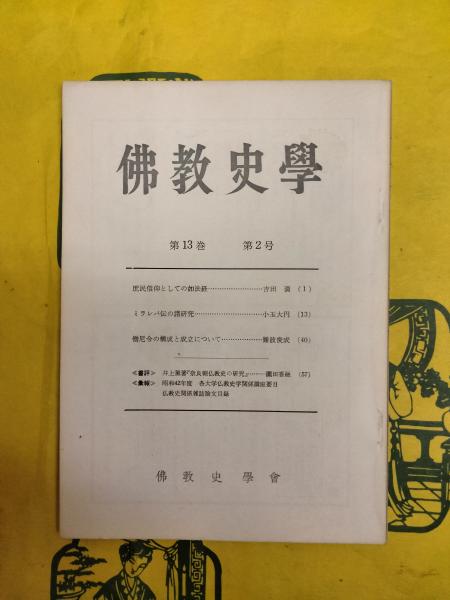 佛教史學
第13巻 第2号
庶民信仰としての如法経…………………吉田 (1)
ミラレパ伝の諸研究…………………小玉大円 (13)
僧尼令の構成と成立について…………難波俊成 (40)
≪書評≫ 井上薫著『奈良朝仏教史の研究』………薗田香融 (57)
≪彙報≫ 昭和42年度 各大学仏教史学関係講座要目
仏教史関係雑誌論文目録
佛教史學會